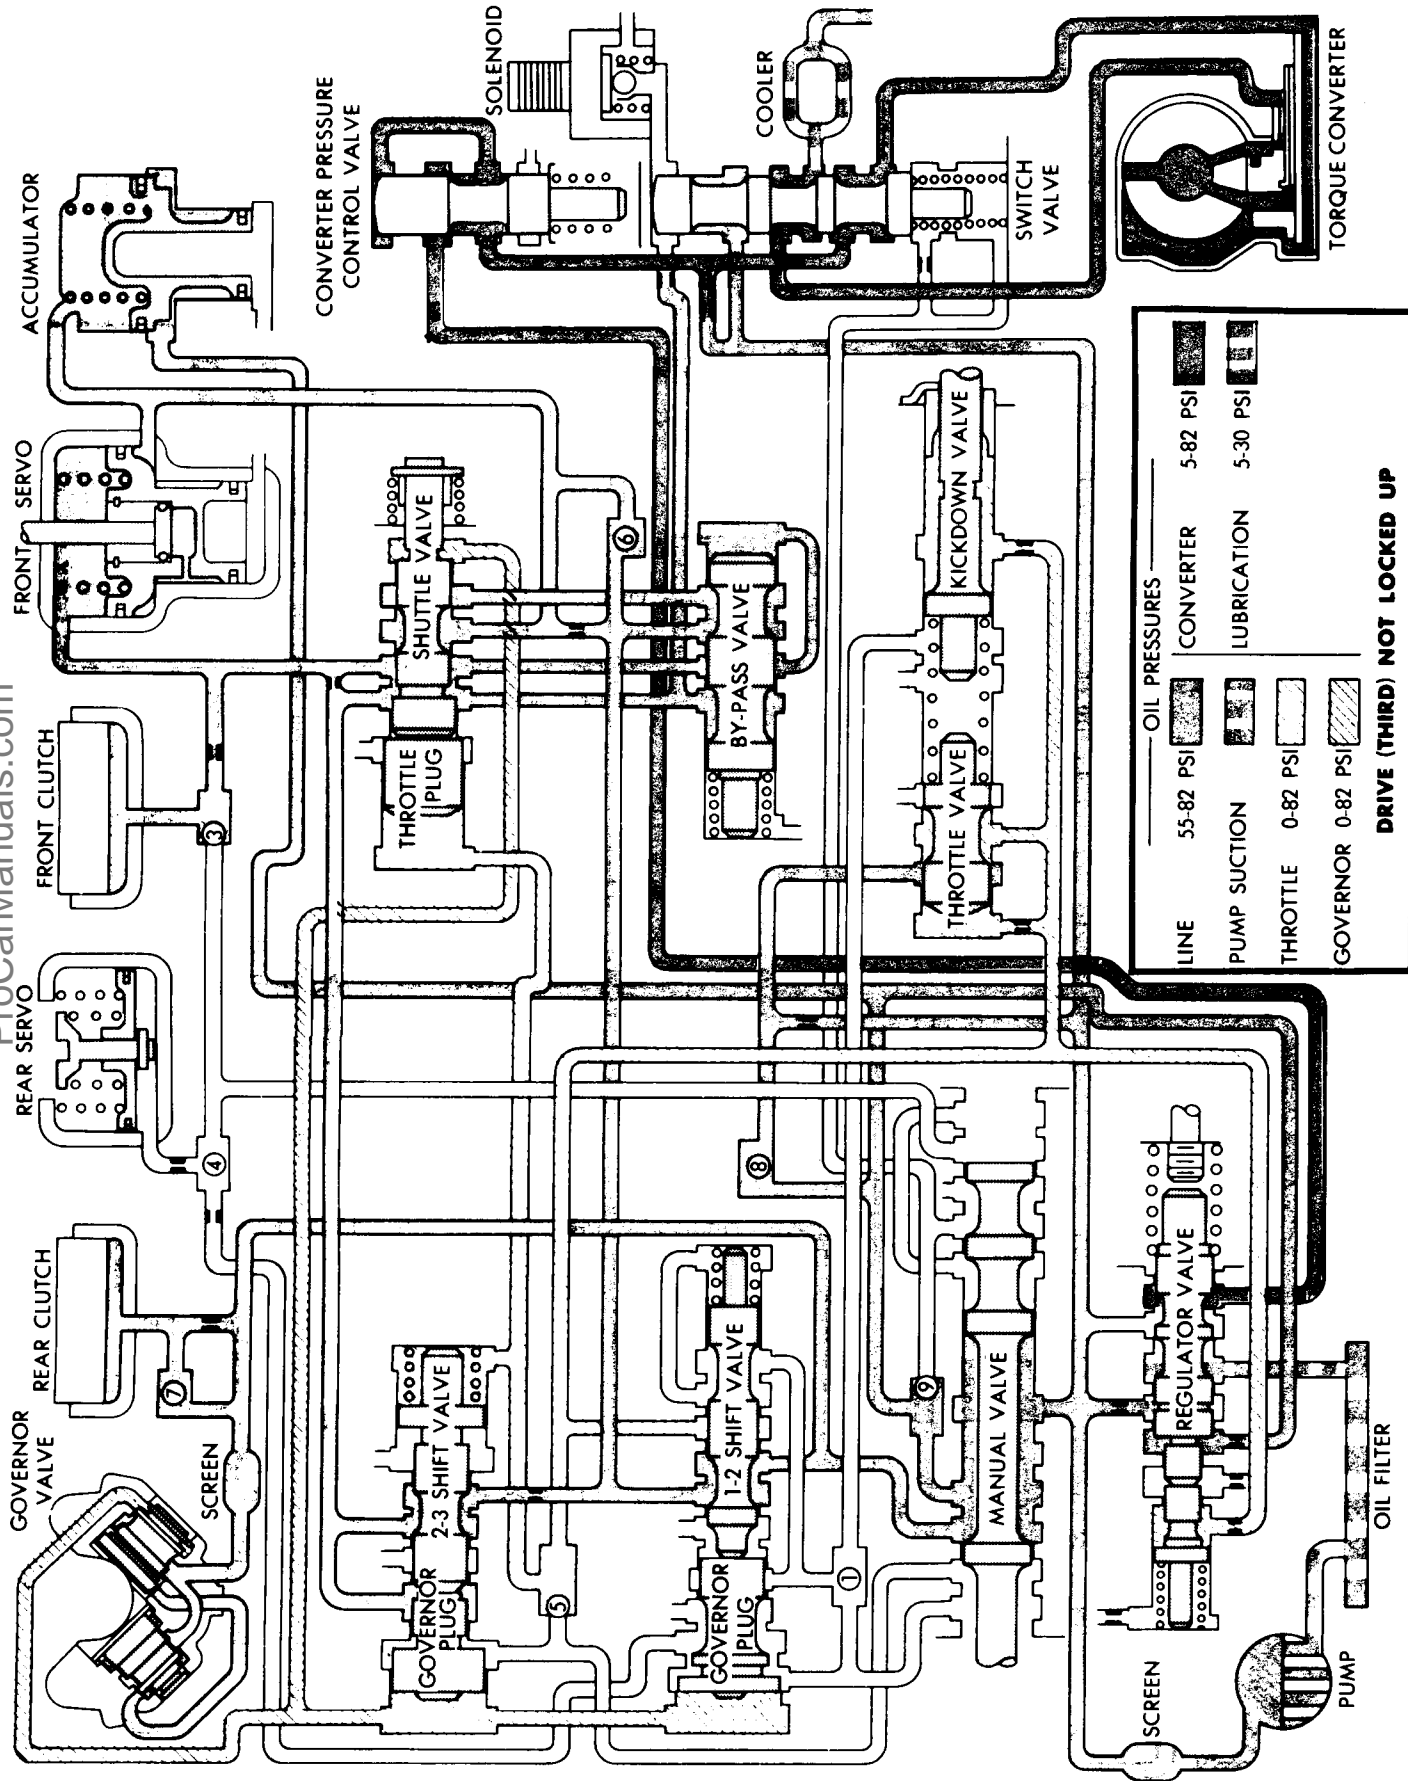 GOVERNOR
VALVE
REAR CLUTCH
REAR SERVO
FRONT CLUTCH
FRONT SERVO
ACCUMULATOR
SCREEN
7
4
3
GOVERNOR
PLUG
2-3 SHIFT VALVE
THROTTLE
PLUG
SHUTTLE VALVE
CONVERTER PRESSURE
CONTROL VALVE
SOLENOID
5
6
GOVERNOR
PLUG
1-2 SHIFT VALVE
8
BY-PASS VALVE
COOLER
1
9
MANUAL VALVE
THROTTLE VALVE
KICKDOWN VALVE
SWITCH
VALVE
SCREEN
REGULATOR VALVE
PUMP
OIL FILTER
TORQUE CONVERTER
OIL PRESSURES
LINE 55-82 PSI
CONVERTER 5-82 PSI
PUMP SUCTION
LUBRICATION 5-30 PSI
THROTTLE 0-82 PSI
GOVERNOR 0-82 PSI
DRIVE (THIRD) NOT LOCKED UP